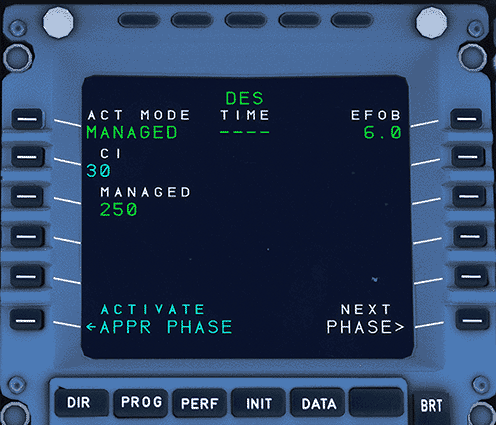 DES
ACT MODE TIME EFOB
MANAGED ---- 6.0
CI
30
MANAGED
250
ACTIVATE NEXT
←APPR PHASE PHASE>
DIR PROG PERF INIT DATA BRT